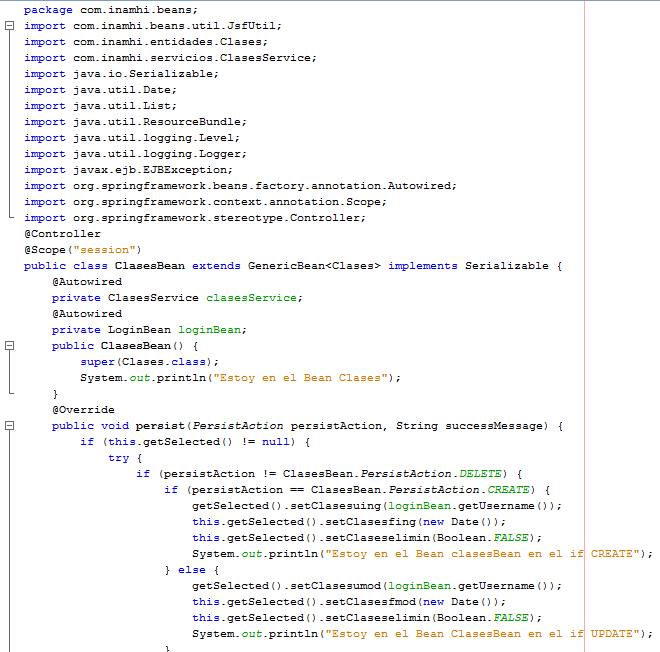 package com.inamhi.beans;
import com.inamhi.beans.util.JsfUtil;
import com.inamhi.entidades.Clases;
import com.inamhi.servicios.ClasesService;
import java.io.Serializable;
import java.util.Date;
import java.util.List;
import java.util.ResourceBundle;
import java.util.logging.Level;
import java.util.logging.Logger;
import javax.ejb.EJBException;
import org.springframework.beans.factory.annotation.Autowired;
import org.springframework.context.annotation.Scope;
import org.springframework.stereotype.Controller;
@Controller
@Scope("session")
public class ClasesBean extends GenericBean<Clases> implements Serializable {
    @Autowired
    private ClasesService clasesService;
    @Autowired
    private LoginBean loginBean;
    public ClasesBean() {
        super(Clases.class);
        System.out.println("Estoy en el Bean Clases");
    }
    @Override
    public void persist(PersistAction persistAction, String successMessage) {
        if (this.getSelected() != null) {
            try {
                if (persistAction != ClasesBean.PersistAction.DELETE) {
                    if (persistAction == ClasesBean.PersistAction.CREATE) {
                        getSelected().setClasesuing(loginBean.getUsername());
                        this.getSelected().setClasesfing(new Date());
                        this.getSelected().setClaseselimin(Boolean.FALSE);
                        System.out.println("Estoy en el Bean clasesBean en el if CREATE");
                    } else {
                        getSelected().setClasesumod(loginBean.getUsername());
                        this.getSelected().setClasesfmod(new Date());
                        this.getSelected().setClaseselimin(Boolean.FALSE);
                        System.out.println("Estoy en el Bean ClasesBean en el if UPDATE");
                    }